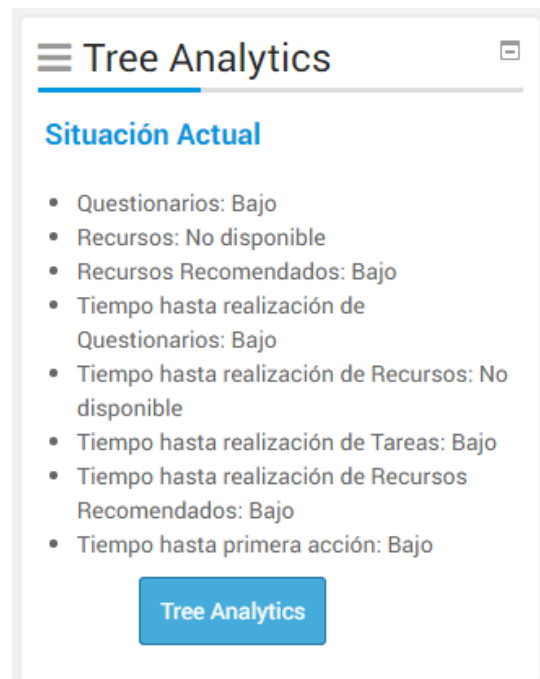 Tree Analytics
Situación Actual
Questionarios: Bajo
Recursos: No disponible
Recursos Recomendados: Bajo
Tiempo hasta realización de
Questionarios: Bajo
Tiempo hasta realización de Recursos: No
disponible
Tiempo hasta realización de Tareas: Bajo
Tiempo hasta realización de Recursos
Recomendados: Bajo
Tiempo hasta primera acción: Bajo
Tree Analytics